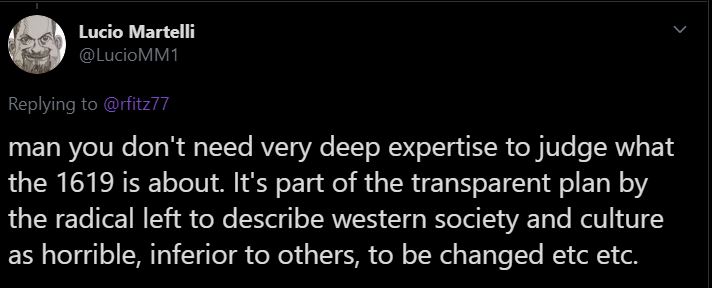 Lucio Martelli
@LucioMM1
Replying to @rfitz77
man you don't need very deep expertise to judge what
the 1619 is about. It's part of the transparent plan by
the radical left to describe western society and culture
as horrible, inferior to others, to be changed etc etc.